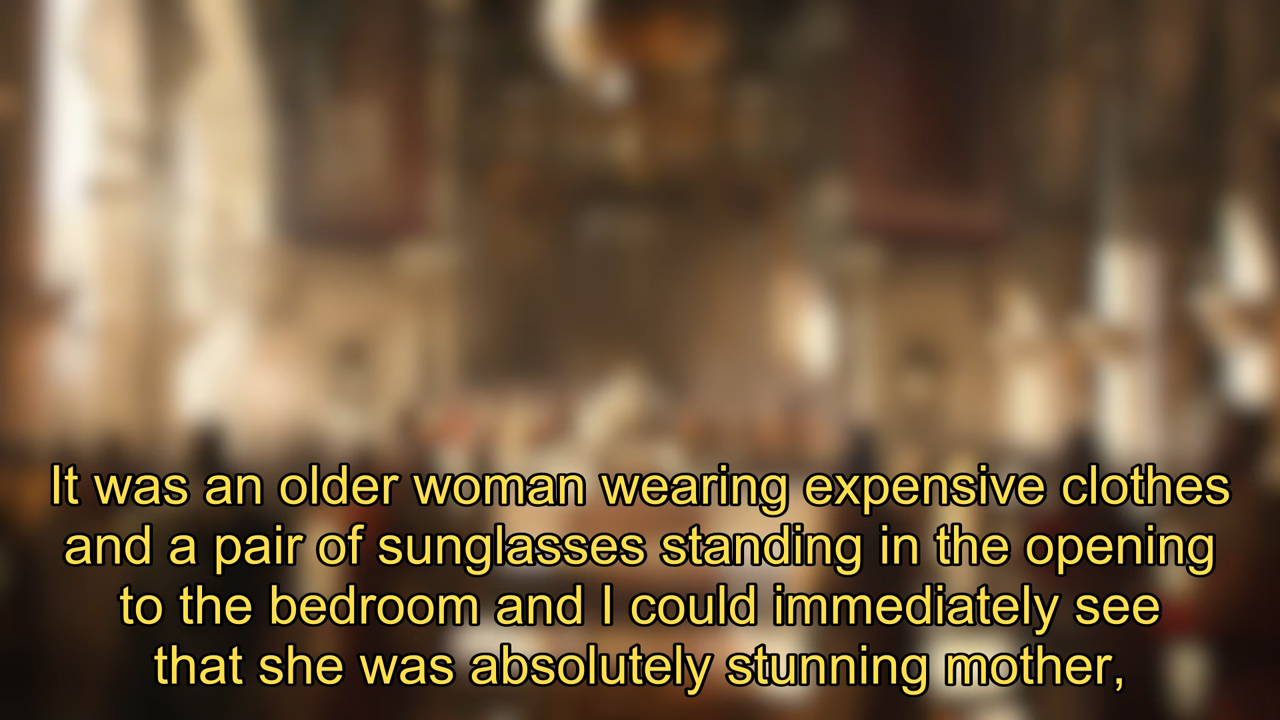 It was an older woman wearing expensive clothes
and a pair of sunglasses standing in the opening
to the bedroom and I could immediately see
that she was absolutely stunning mother,